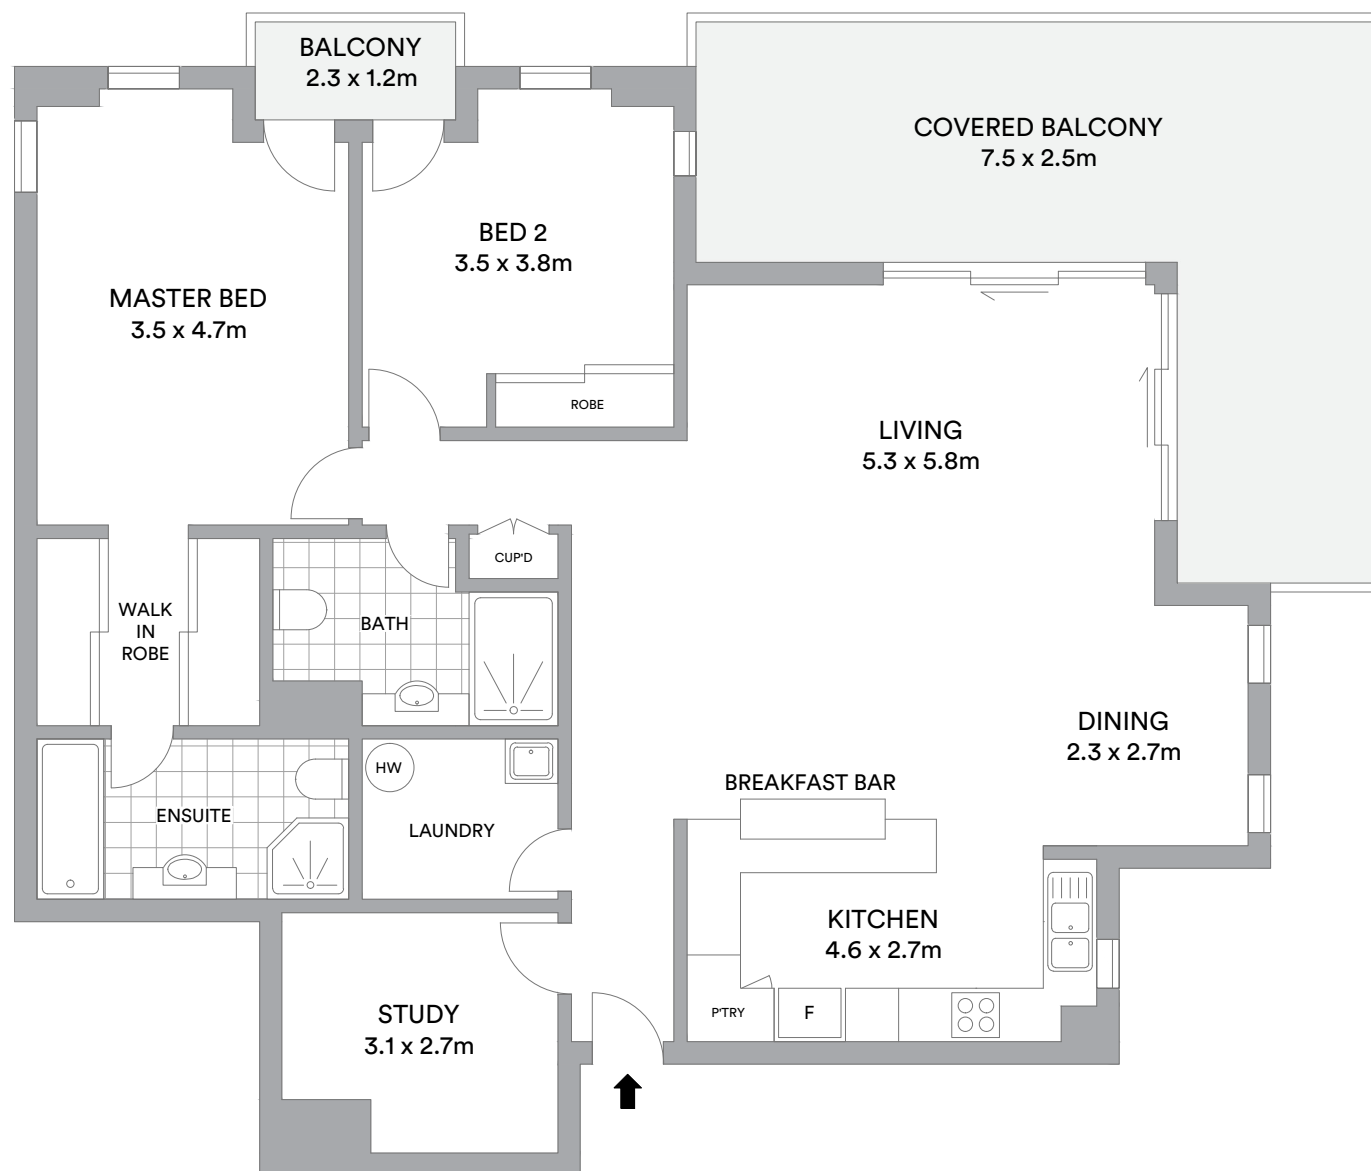 BALCONY
2.3 x 1.2m
COVERED BALCONY
7.5 x 2.5m
BED 2
3.5 x 3.8m
MASTER BED
3.5 x 4.7m
ROBE
LIVING
5.3 x 5.8m
CUP'D
WALK
IN
ROBE
BATH
DINING
2.3 x 2.7m
HW
BREAKFAST BAR
ENSUITE
LAUNDRY
KITCHEN
4.6 x 2.7m
STUDY
3.1 x 2.7m
P'TRY
F